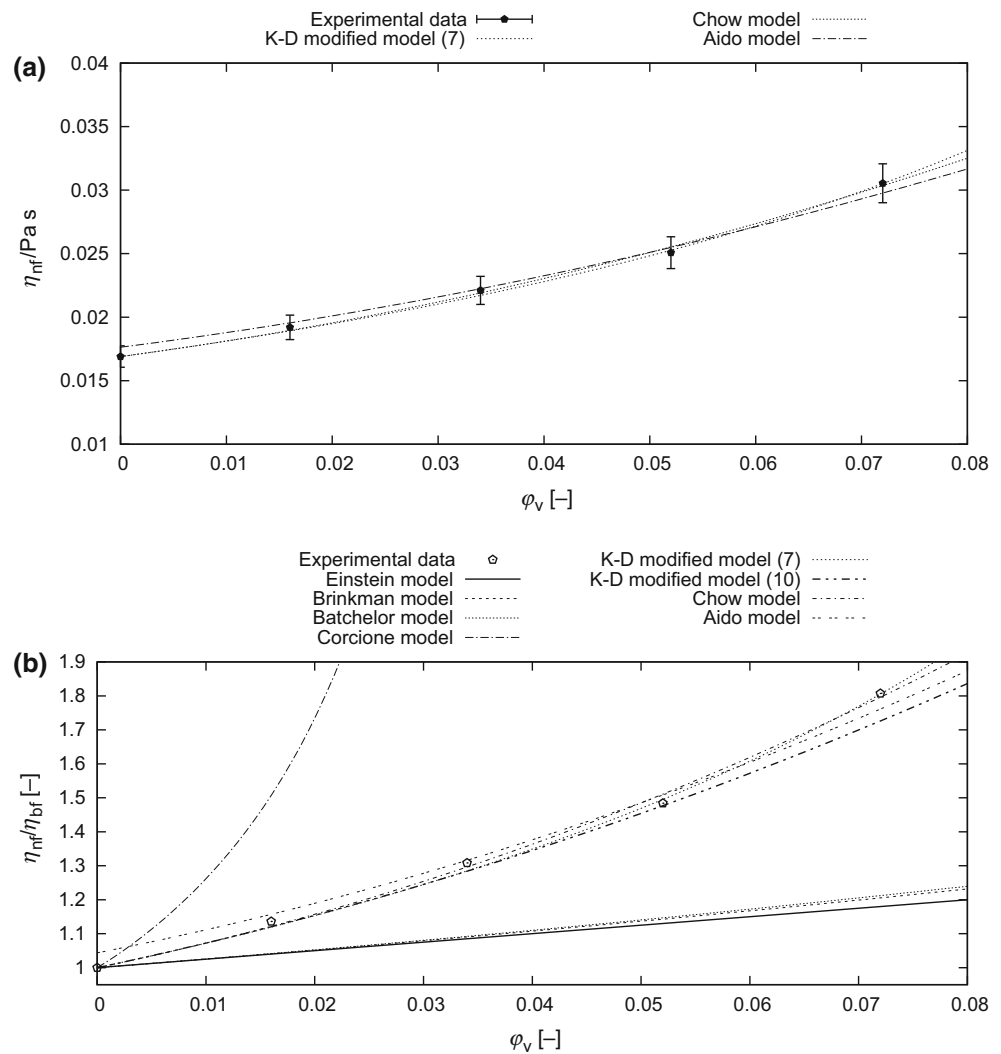 Experimental data
K-D modified model (7)
Chow model
Aido model
(a)
0.04
0.035
0.03
0.025
0.02
0.015
0.01
ηnf/Pa s
0 0.01 0.02 0.03 0.04 0.05 0.06 0.07 0.08
φv [–]
Experimental data
Einstein model
Brinkman model
Batchelor model
Corcione model
K-D modified model (7)
K-D modified model (10)
Chow model
Aido model
(b)
1.9
1.8
1.7
1.6
1.5
1.4
1.3
1.2
1.1
1
ηnf/ηbf [–]
0 0.01 0.02 0.03 0.04 0.05 0.06 0.07 0.08
φv [–]